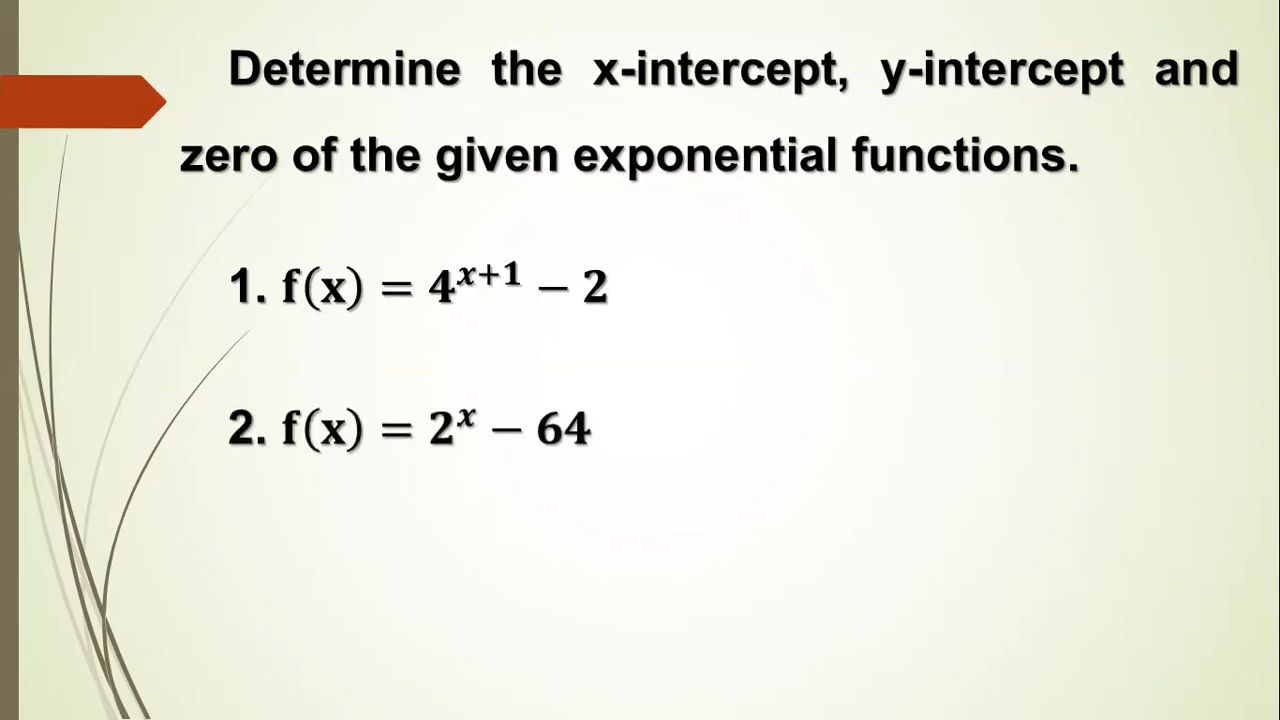 Determine the x-intercept, y-intercept and
zero of the given exponential functions.
1. f(x) = 4^{x+1} − 2
2. f(x) = 2^x − 64